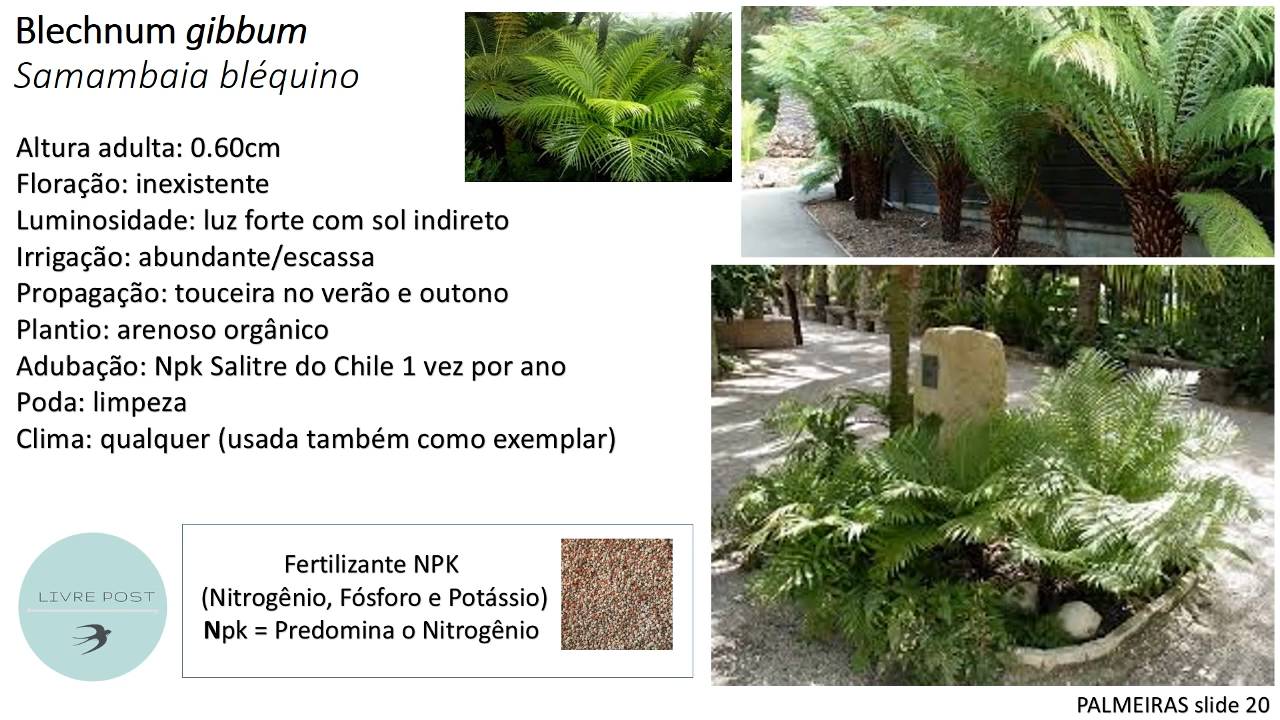 Blechnum gibbum
Samambaia bléquino
Altura adulta: 0.60cm
Floração: inexistente
Luminosidade: luz forte com sol indireto
Irrigação: abundante/escassa
Propagação: touceira no verão e outono
Plantio: arenoso orgânico
Adubação: Npk Salitre do Chile 1 vez por ano
Poda: limpeza
Clima: qualquer (usada também como exemplar)
LIVRE POST
Fertilizante NPK
(Nitrogênio, Fósforo e Potássio)
Npk = Predomina o Nitrogênio
PALMEIRAS slide 20